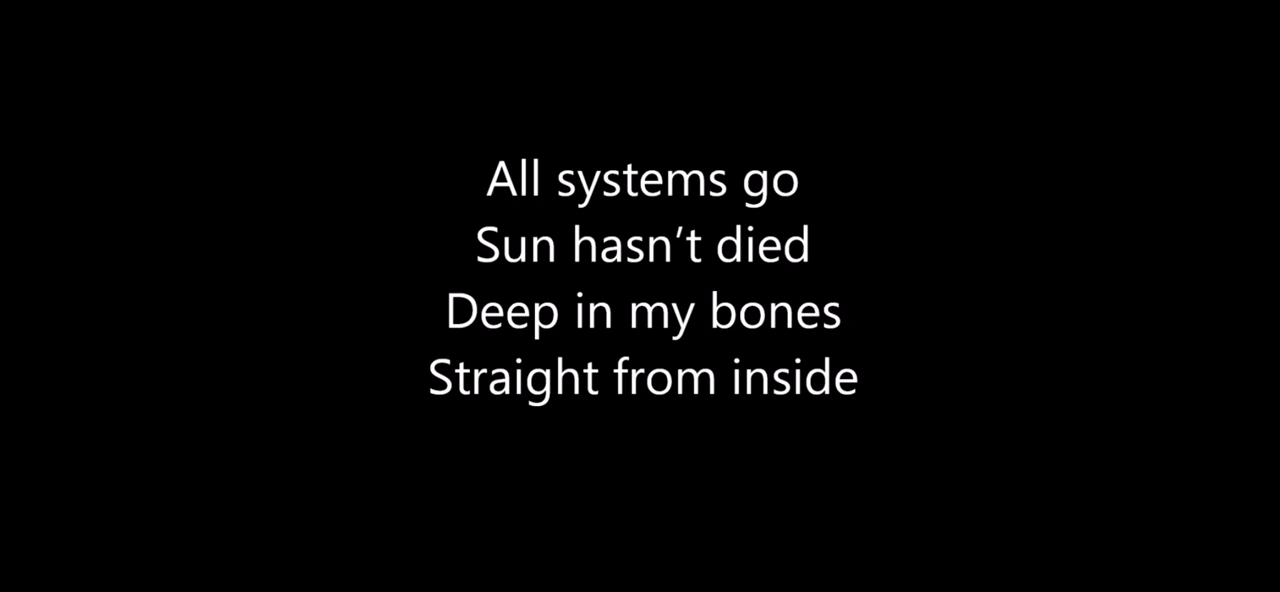 All systems go
Sun hasn’t died
Deep in my bones
Straight from inside